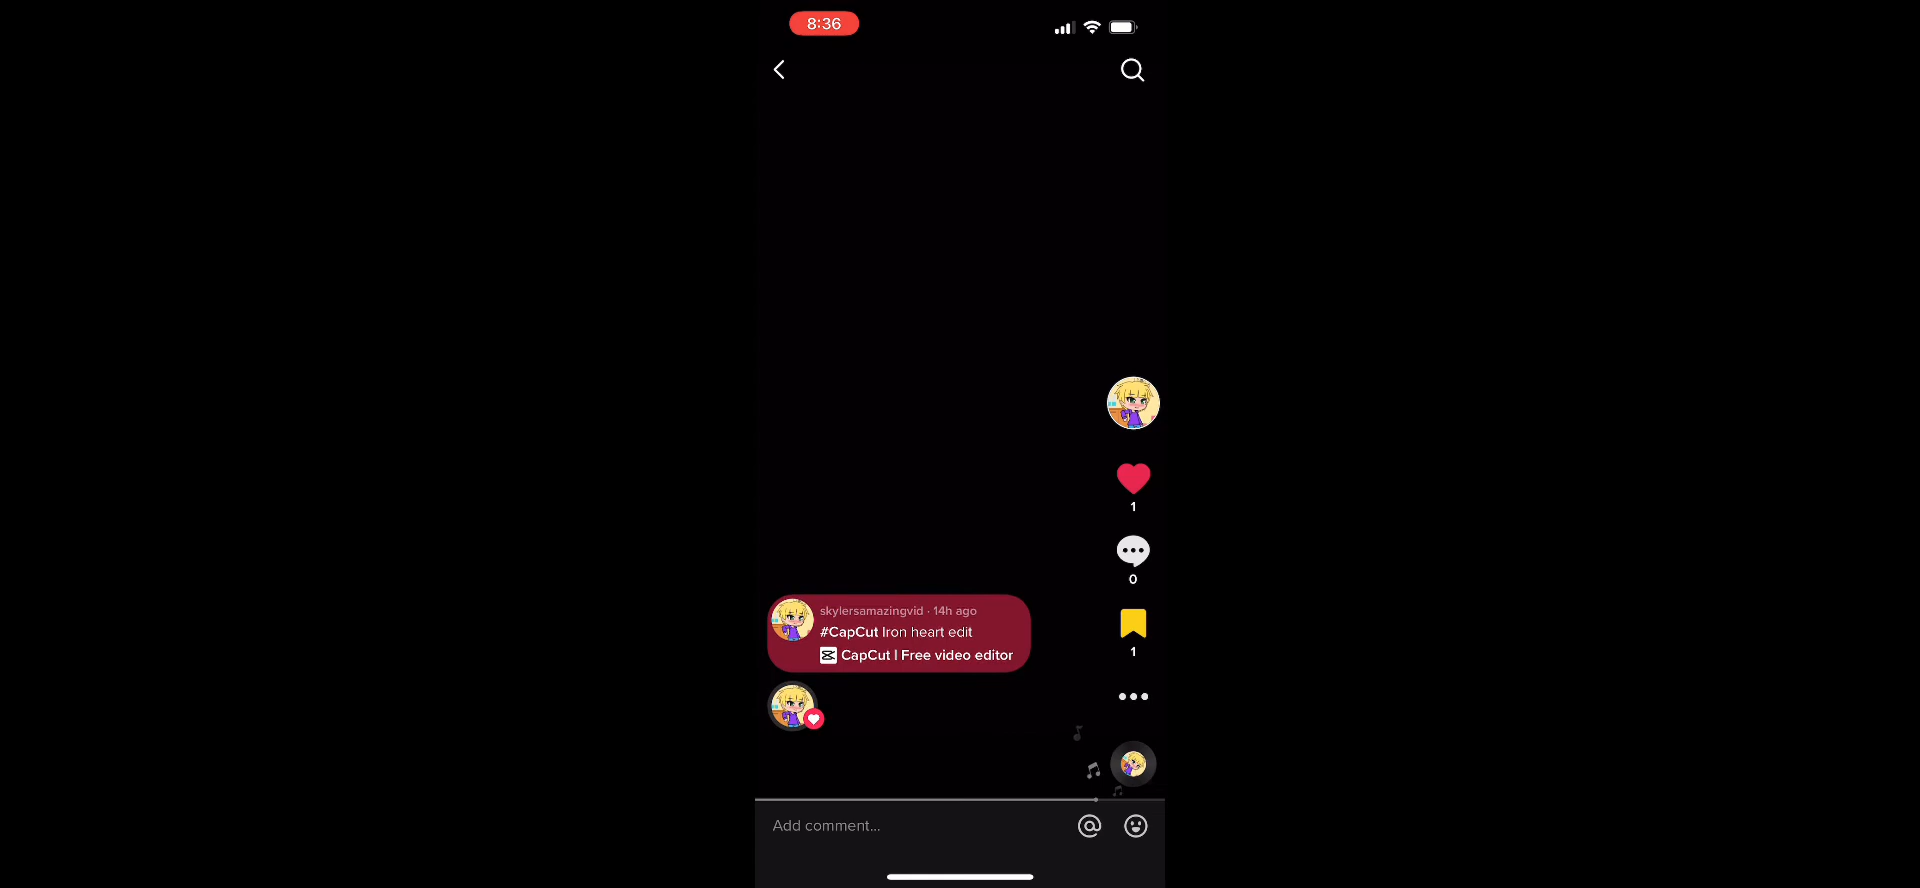 8:36
1
0
skylersamazingvid · 14h ago
#CapCut Iron heart edit
CapCut | Free video editor
1
Add comment...